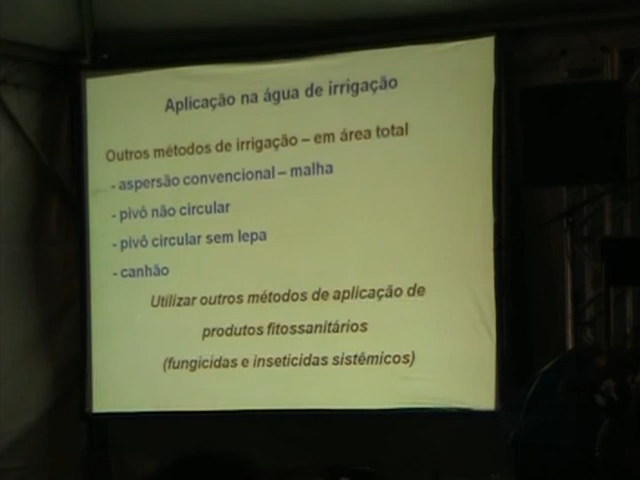 Aplicação na água de irrigação
Outros métodos de irrigação – em área total
- aspersão convencional – malha
- pivô não circular
- pivô circular sem lepa
- canhão
Utilizar outros métodos de aplicação de
produtos fitossanitários
(fungicidas e inseticidas sistêmicos)